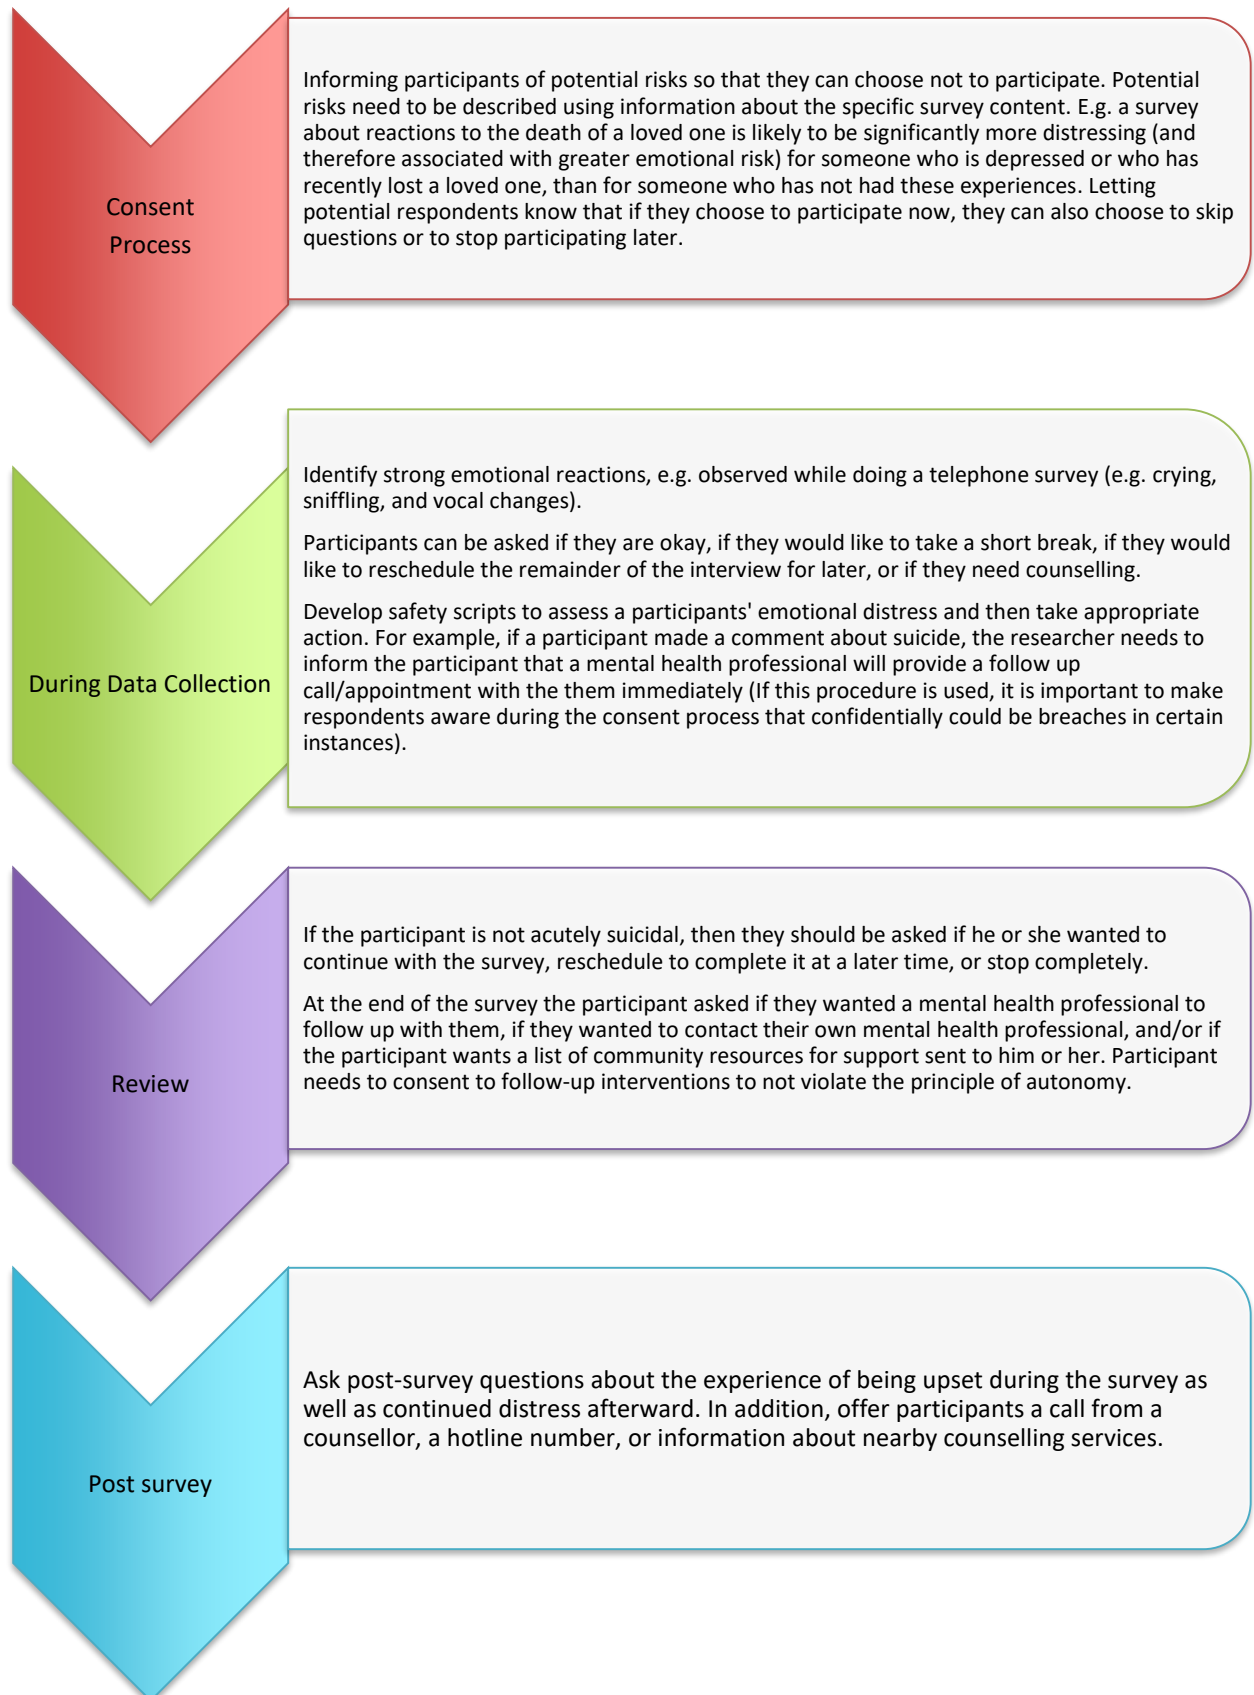 Consent
Process
Informing participants of potential risks so that they can choose not to participate. Potential
risks need to be described using information about the specific survey content. E.g. a survey
about reactions to the death of a loved one is likely to be significantly more distressing (and
therefore associated with greater emotional risk) for someone who is depressed or who has
recently lost a loved one, than for someone who has not had these experiences. Letting
potential respondents know that if they choose to participate now, they can also choose to skip
questions or to stop participating later.
During Data Collection
Identify strong emotional reactions, e.g. observed while doing a telephone survey (e.g. crying,
sniffling, and vocal changes).
Participants can be asked if they are okay, if they would like to take a short break, if they would
like to reschedule the remainder of the interview for later, or if they need counselling.
Develop safety scripts to assess a participants' emotional distress and then take appropriate
action. For example, if a participant made a comment about suicide, the researcher needs to
inform the participant that a mental health professional will provide a follow up
call/appointment with the them immediately (If this procedure is used, it is important to make
respondents aware during the consent process that confidentially could be breaches in certain
instances).
Review
If the participant is not acutely suicidal, then they should be asked if he or she wanted to
continue with the survey, reschedule to complete it at a later time, or stop completely.
At the end of the survey the participant asked if they wanted a mental health professional to
follow up with them, if they wanted to contact their own mental health professional, and/or if
the participant wants a list of community resources for support sent to him or her. Participant
needs to consent to follow-up interventions to not violate the principle of autonomy.
Post survey
Ask post-survey questions about the experience of being upset during the survey as
well as continued distress afterward. In addition, offer participants a call from a
counsellor, a hotline number, or information about nearby counselling services.